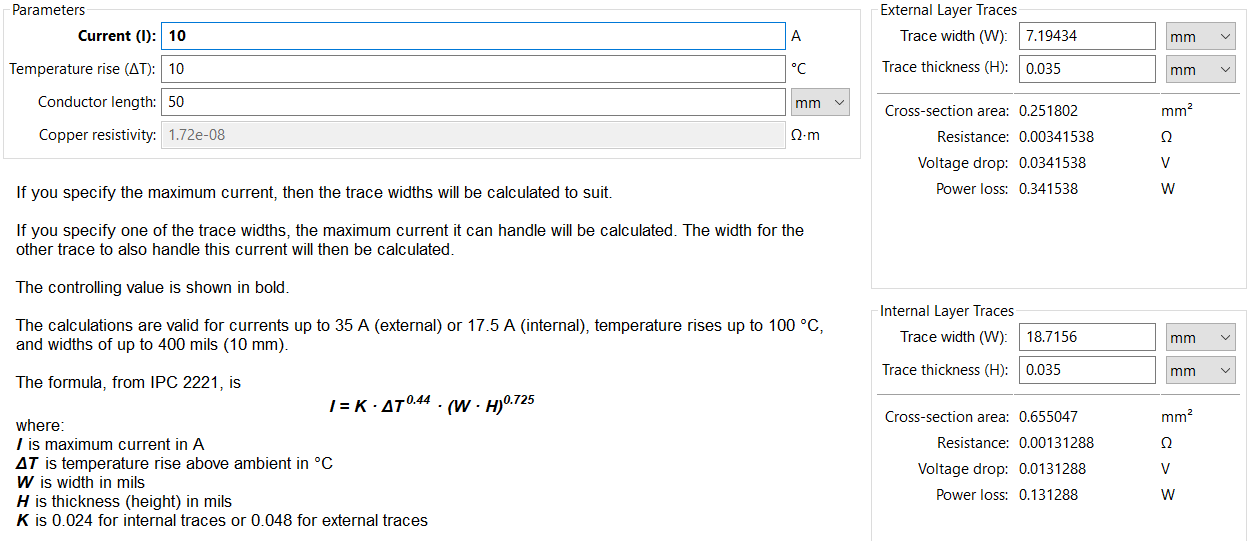 Parameters
Current (I): 10 A
Temperature rise (ΔT): 10 °C
Conductor length: 50 mm
Copper resistivity: 1.72e-08 Ω·m
If you specify the maximum current, then the trace widths will be calculated to suit.
If you specify one of the trace widths, the maximum current it can handle will be calculated. The width for the
other trace to also handle this current will then be calculated.
The controlling value is shown in bold.
The calculations are valid for currents up to 35 A (external) or 17.5 A (internal), temperature rises up to 100 °C,
and widths of up to 400 mils (10 mm).
The formula, from IPC 2221, is
I = K · ΔT^0.44 · (W · H)^0.725
where:
I is maximum current in A
ΔT is temperature rise above ambient in °C
W is width in mils
H is thickness (height) in mils
K is 0.024 for internal traces or 0.048 for external traces
External Layer Traces
Trace width (W): 7.19434 mm
Trace thickness (H): 0.035 mm
Cross-section area: 0.251802 mm²
Resistance: 0.00341538 Ω
Voltage drop: 0.0341538 V
Power loss: 0.341538 W
Internal Layer Traces
Trace width (W): 18.7156 mm
Trace thickness (H): 0.035 mm
Cross-section area: 0.655047 mm²
Resistance: 0.00131288 Ω
Voltage drop: 0.0131288 V
Power loss: 0.131288 W